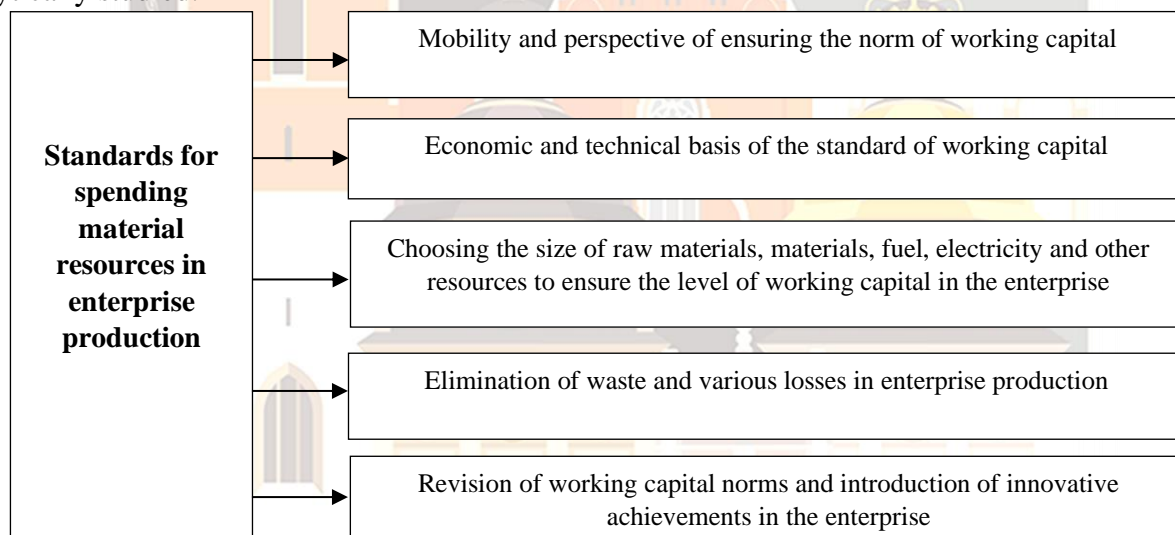 Mobility and perspective of ensuring the norm of working capital
Standards for
spending
material
resources in
enterprise
production
Economic and technical basis of the standard of working capital
Choosing the size of raw materials, materials, fuel, electricity and other
resources to ensure the level of working capital in the enterprise
Elimination of waste and various losses in enterprise production
Revision of working capital norms and introduction of innovative
achievements in the enterprise